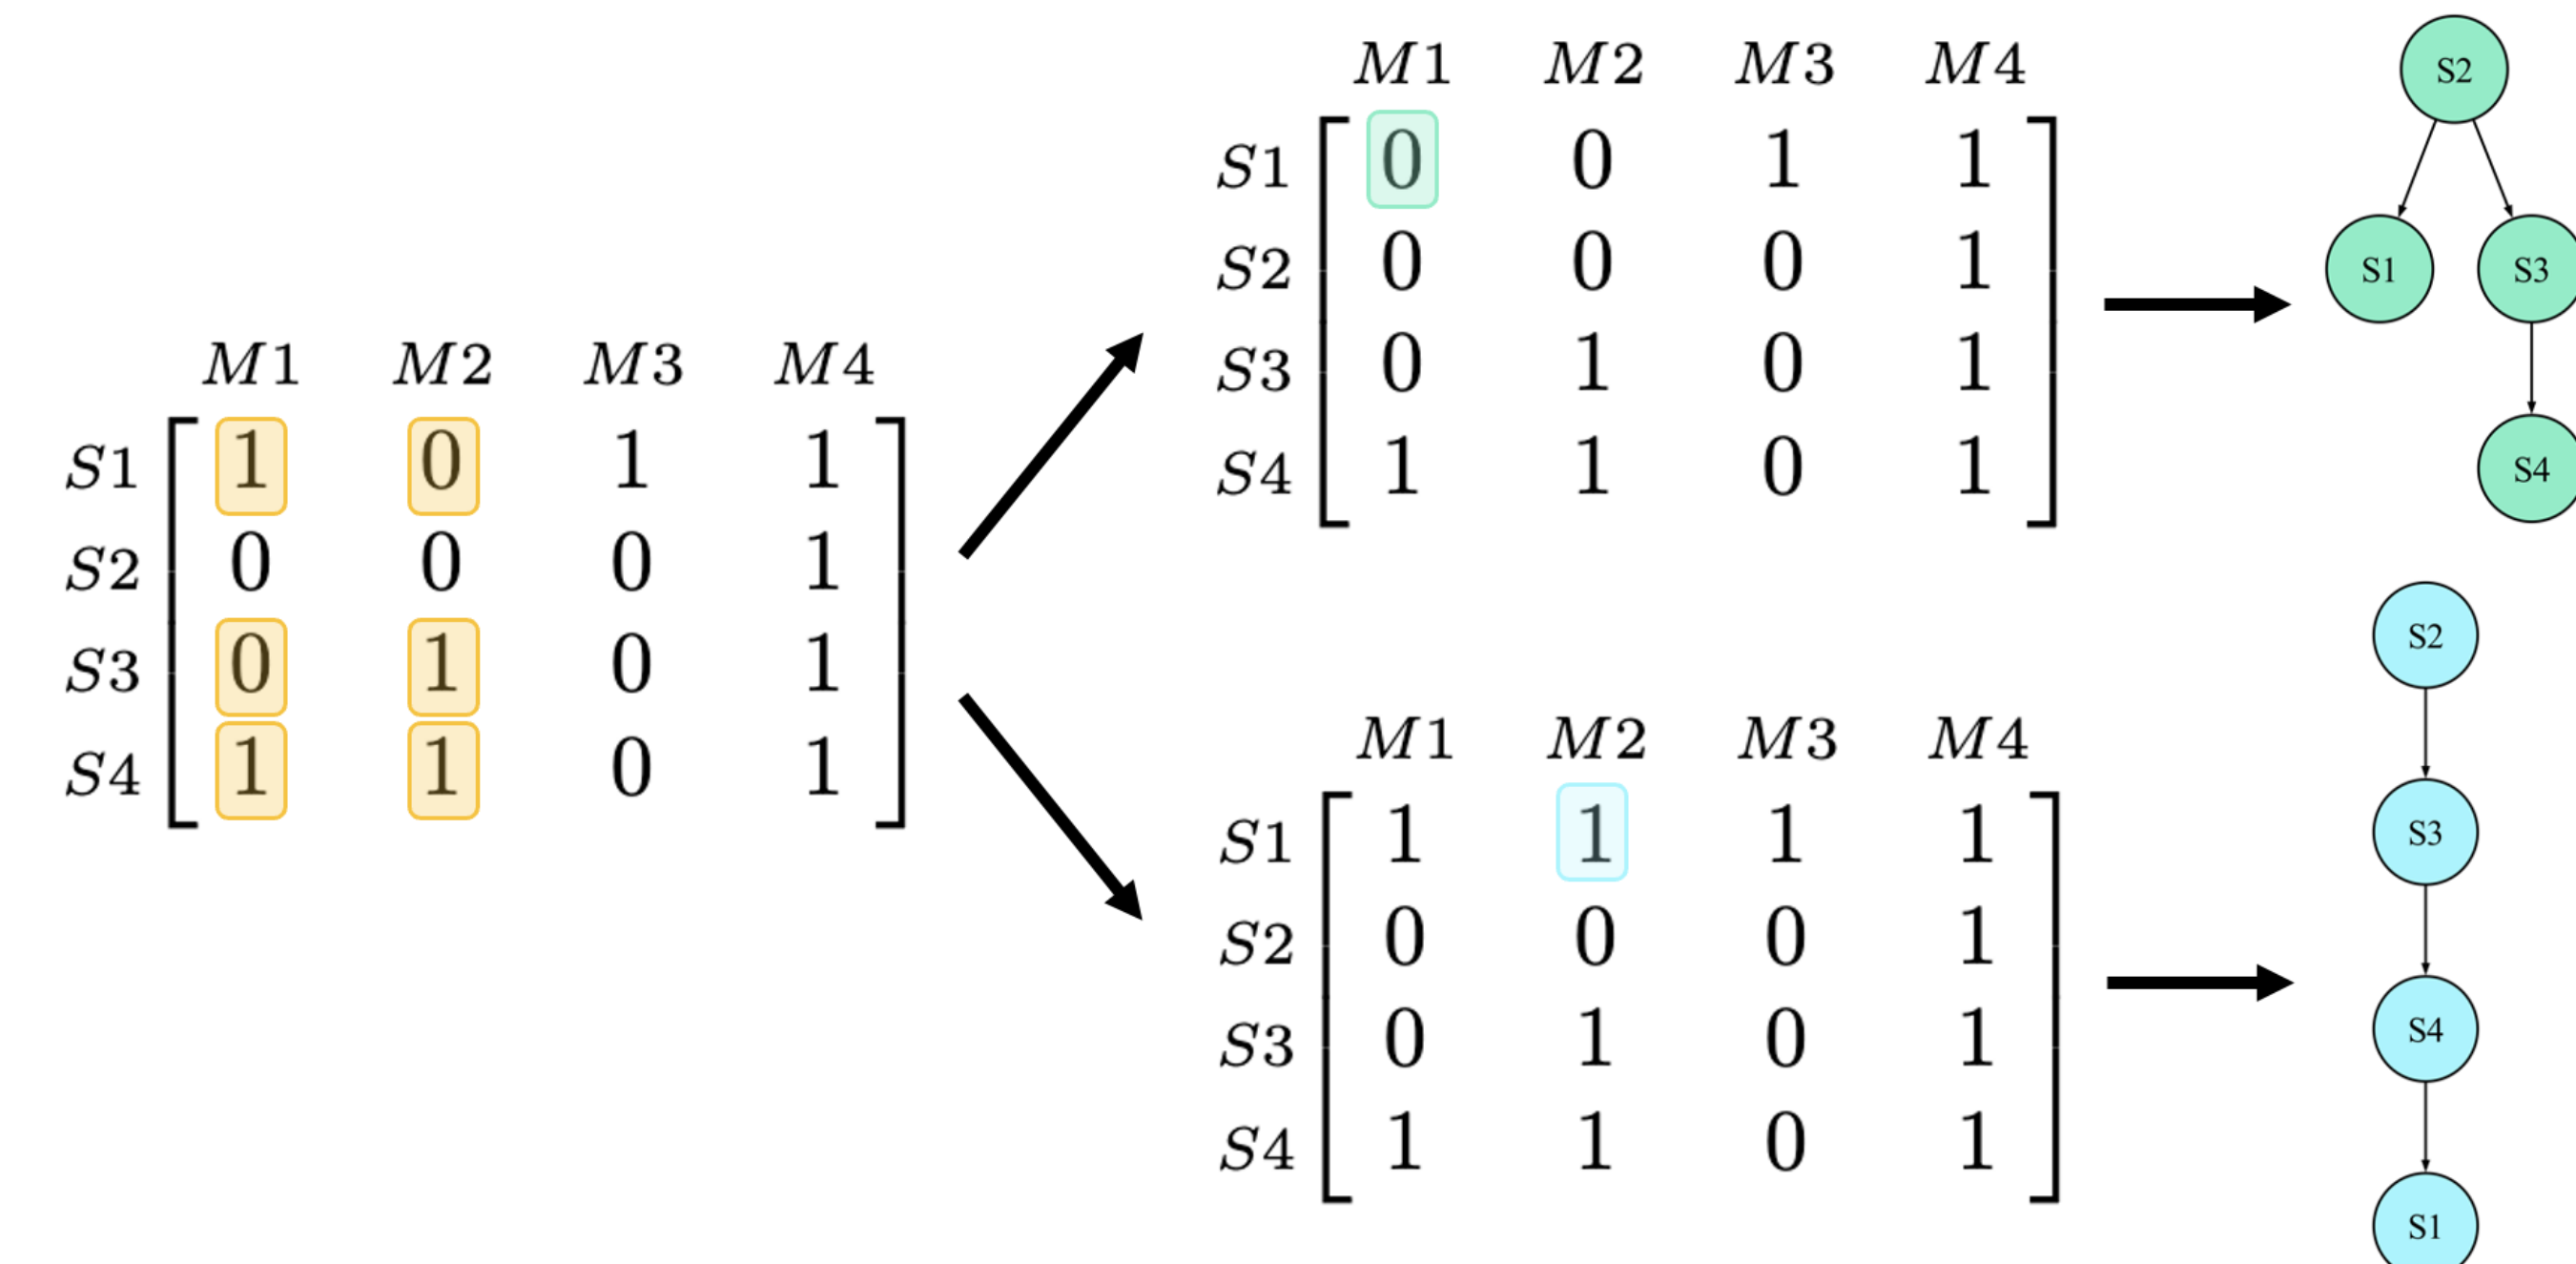 M1 M2 M3 M4
S1 1 0 1 1
S2 0 0 0 1
S3 0 1 0 1
S4 1 1 0 1
M1 M2 M3 M4
S1 0 0 1 1
S2 0 0 0 1
S3 0 1 0 1
S4 1 1 0 1
S2
S1 S3
S4
M1 M2 M3 M4
S1 1 1 1 1
S2 0 0 0 1
S3 0 1 0 1
S4 1 1 0 1
S2
S3
S4
S1